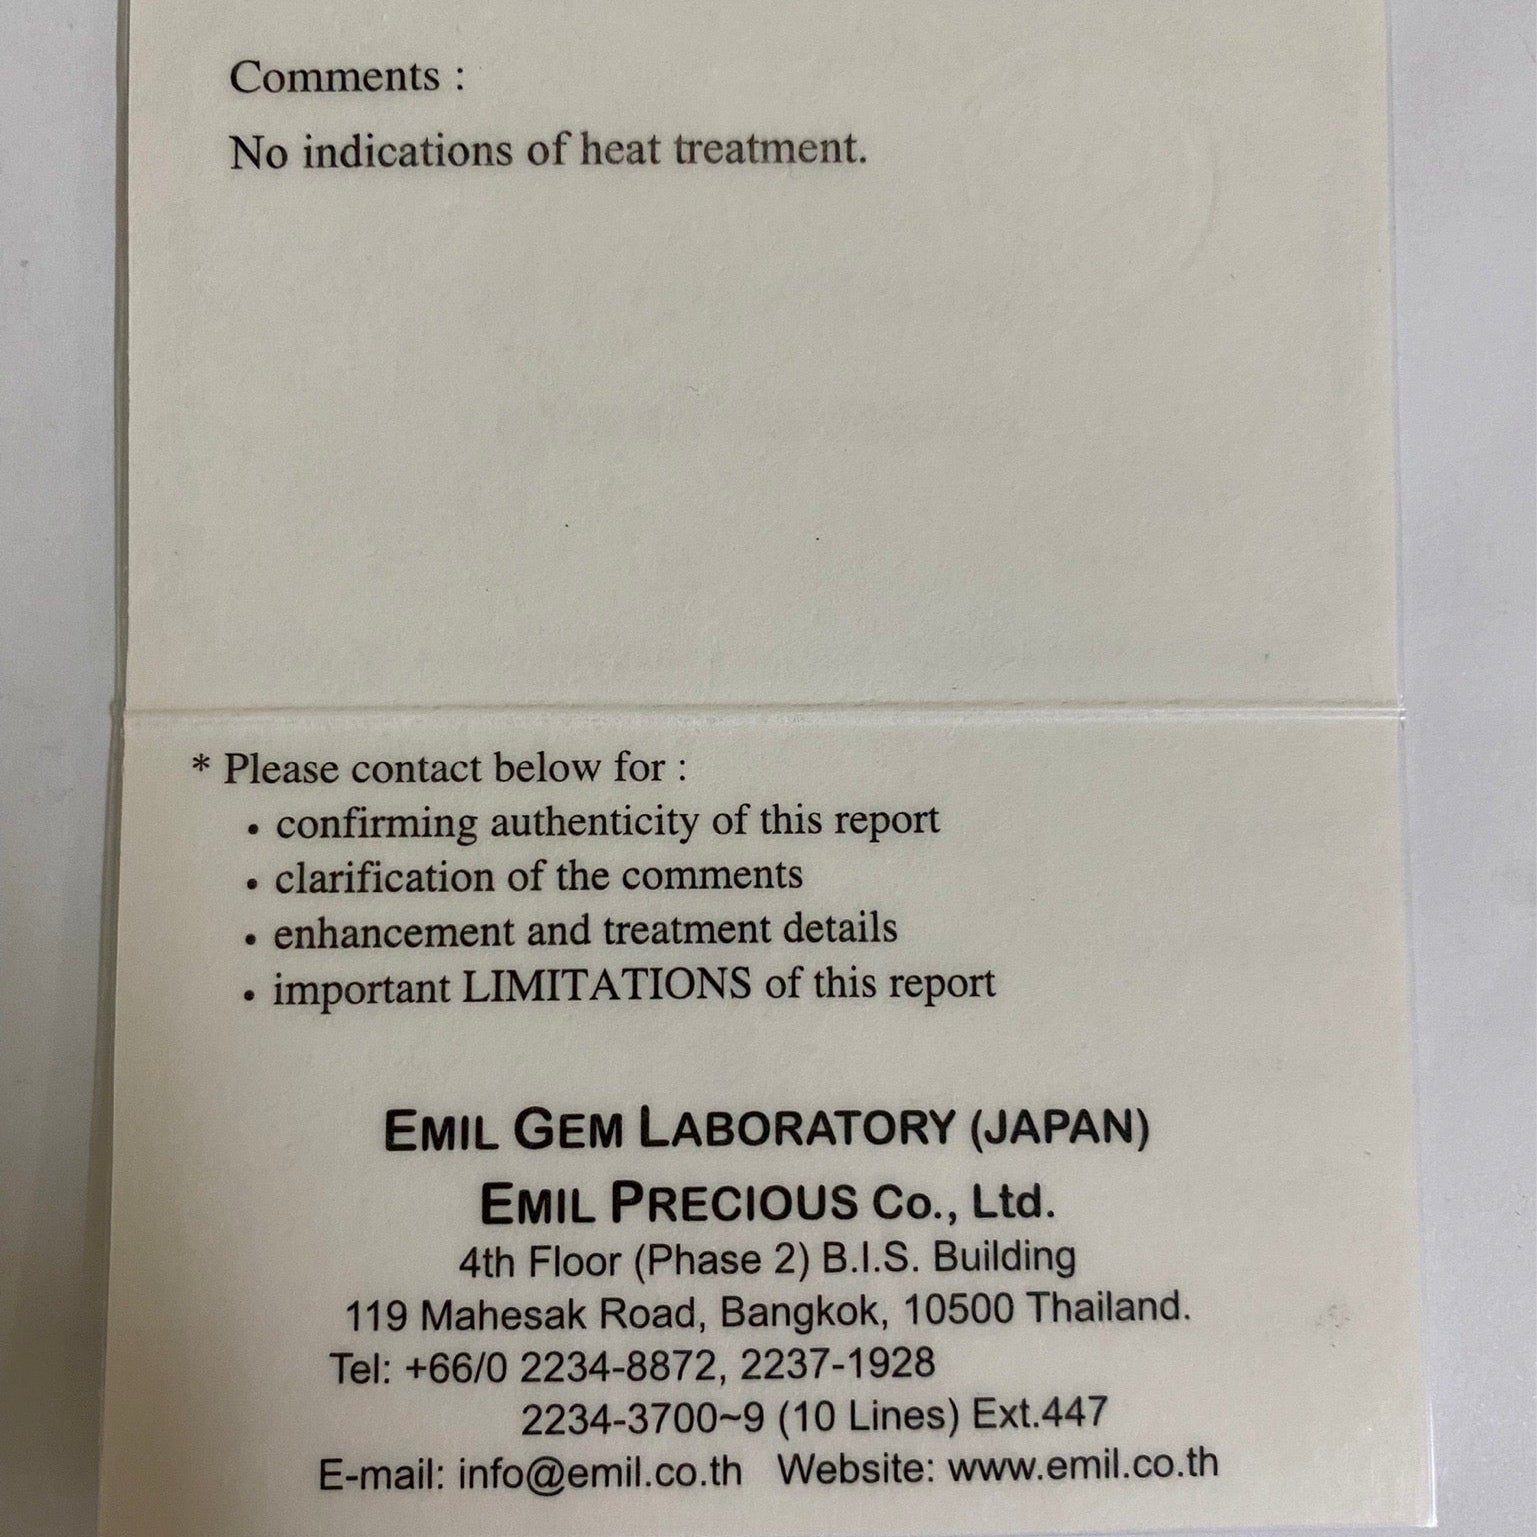 Comments :
No indications of heat treatment.
* Please contact below for :
• confirming authenticity of this report
• clarification of the comments
• enhancement and treatment details
• important LIMITATIONS of this report
EMIL GEM LABORATORY (JAPAN)
EMIL PRECIOUS Co., Ltd.
4th Floor (Phase 2) B.I.S. Building
119 Mahesak Road, Bangkok, 10500 Thailand.
Tel: +66/0 2234-8872, 2237-1928
2234-3700~9 (10 Lines) Ext.447
E-mail: info@emil.co.th Website: www.emil.co.th